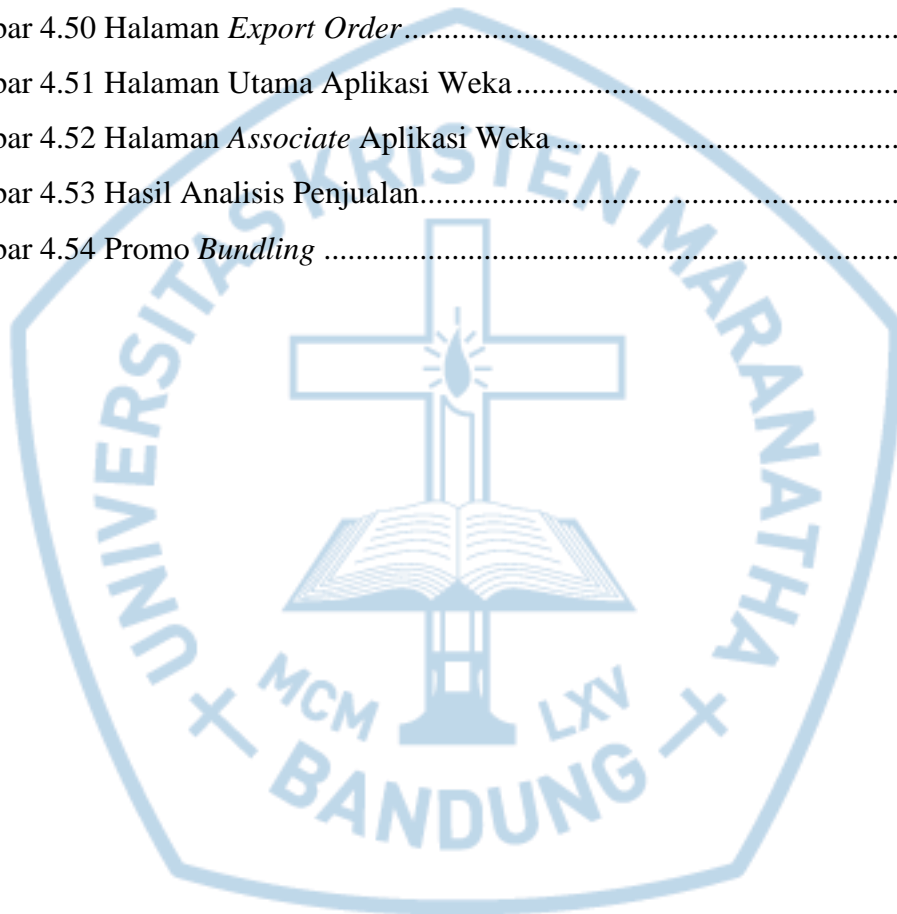 bar 4.50 Halaman Export Order
bar 4.51 Halaman Utama Aplikasi Weka
bar 4.52 Halaman Associate Aplikasi Weka
bar 4.53 Hasil Analisis Penjualan
bar 4.54 Promo Bundling
UNIVERSITAS KRISTEN MARANATHA
MCM LXV
BANDUNG